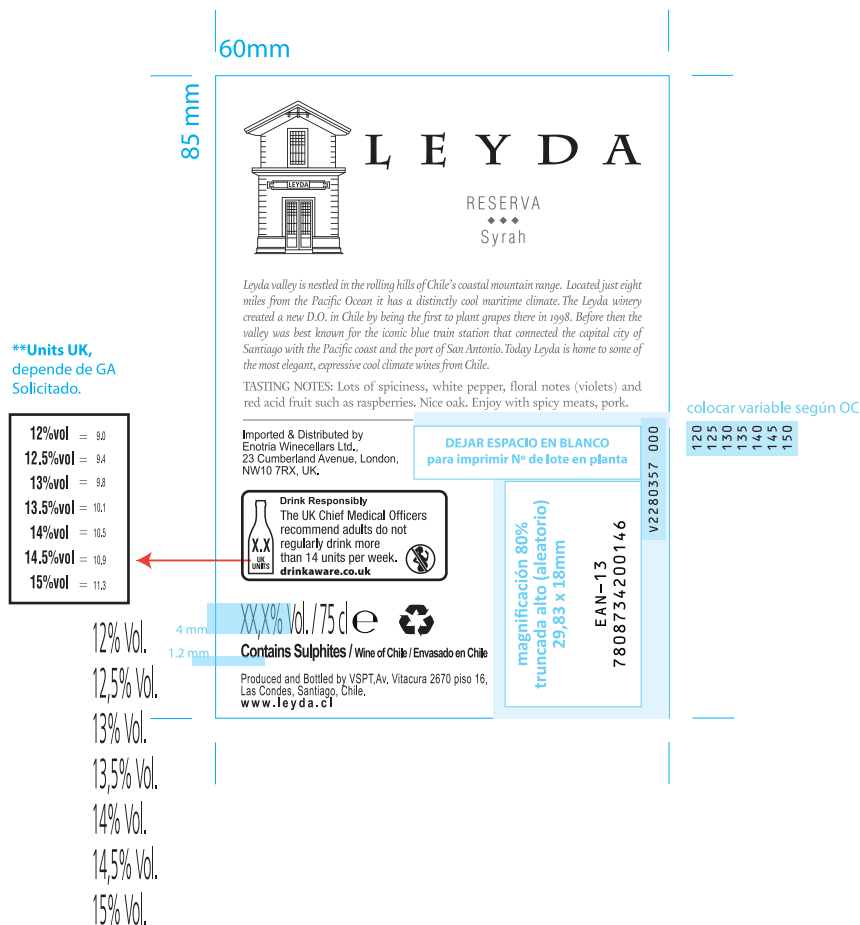 60mm
85 mm
LEYDA
LEYDA
RESERVA
Syrah
Leyda valley is nestled in the rolling hills of Chile's coastal mountain range. Located just eight
miles from the Pacific Ocean it has a distinctly cool maritime climate. The Leyda winery
created a new D.O. in Chile by being the first to plant grapes there in 1998. Before then the
valley was best known for the iconic blue train station that connected the capital city of
Santiago with the Pacific coast and the port of San Antonio. Today Leyda is home to some of
the most elegant, expressive cool climate wines from Chile.
TASTING NOTES: Lots of spiciness, white pepper, floral notes (violets) and
red acid fruit such as raspberries. Nice oak. Enjoy with spicy meats, pork.
**Units UK,
depende de GA
Solicitado.
12%vol = 9.0
12.5%vol = 9.4
13%vol = 9.8
13.5%vol = 10.1
14%vol = 10.5
14.5%vol = 10,9
15%vol = 11,3
Imported & Distributed by
Enotria Winecellars Ltd.,
23 Cumberland Avenue, London,
NW10 7RX, UK.
DEJAR ESPACIO EN BLANCO
para imprimir Nº de lote en planta
V2280357 000
colocar variable según OC
120
125
130
135
140
145
150
X.X
UK
UNITS
Drink Responsibly
The UK Chief Medical Officers
recommend adults do not
regularly drink more
than 14 units per week.
drinkaware.co.uk
magnificación 80%
truncada alto (aleatorio)
29,83 x 18mm
EAN-13
7808734200146
4 mm
XX,X% Vol. / 75 cl e
1.2 mm
Contains Sulphites / Wine of Chile / Envasado en Chile
Produced and Bottled by VSPT,Av. Vitacura 2670 piso 16,
Las Condes, Santiago, Chile.
www.leyda.cl
12% Vol.
12,5% Vol.
13% Vol.
13,5% Vol.
14% Vol.
14,5% Vol.
15% Vol.